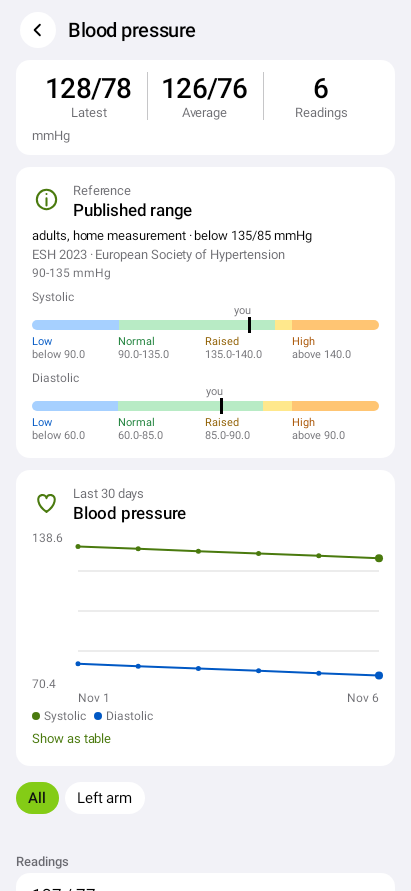 Blood pressure
128/78
126/76
6
Latest
Average
Readings
mmHg
Reference
Published range
adults, home measurement · below 135/85 mmHg
ESH 2023 · European Society of Hypertension
90-135 mmHg
Systolic
you
Low
Normal
Raised
High
below 90.0
90.0-135.0
135.0-140.0
above 140.0
Diastolic
you
Low
Normal
Raised
High
below 60.0
60.0-85.0
85.0-90.0
above 90.0
Last 30 days
Blood pressure
138.6
70.4
Nov 1
Nov 6
Systolic
Diastolic
Show as table
All
Left arm
Readings